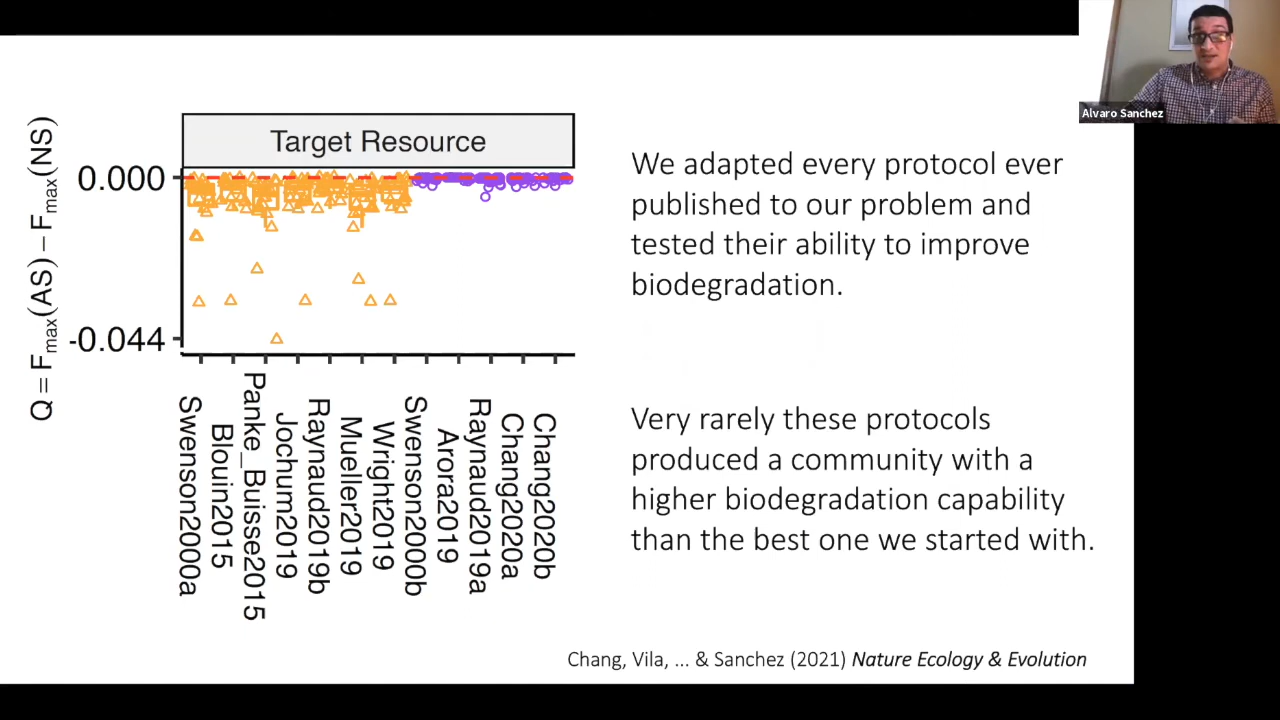 Alvaro Sanchez
Target Resource
Q = Fmax(AS) − Fmax(NS)
0.000
-0.044
Swenson2000a
Blouin2015
Panke_Buisse2015
Jochum2019
Raynaud2019b
Mueller2019
Wright2019
Swenson2000b
Arora2019
Raynaud2019a
Chang2020a
Chang2020b
We adapted every protocol ever
published to our problem and
tested their ability to improve
biodegradation.
Very rarely these protocols
produced a community with a
higher biodegradation capability
than the best one we started with.
Chang, Vila, ... & Sanchez (2021) Nature Ecology & Evolution